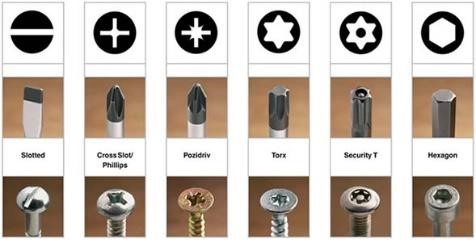 Slotted
Cross Slot/
Phillips
Pozidriv
Torx
Security T
Hexagon